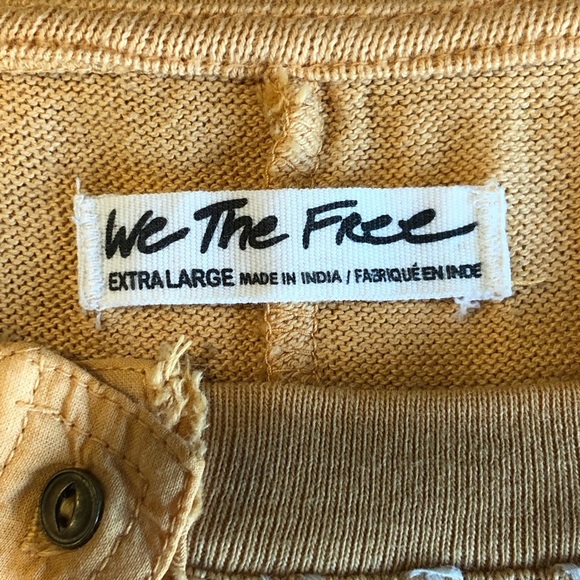 We The Free
EXTRA LARGE MADE IN INDIA / FABRIQUÉ EN INDE